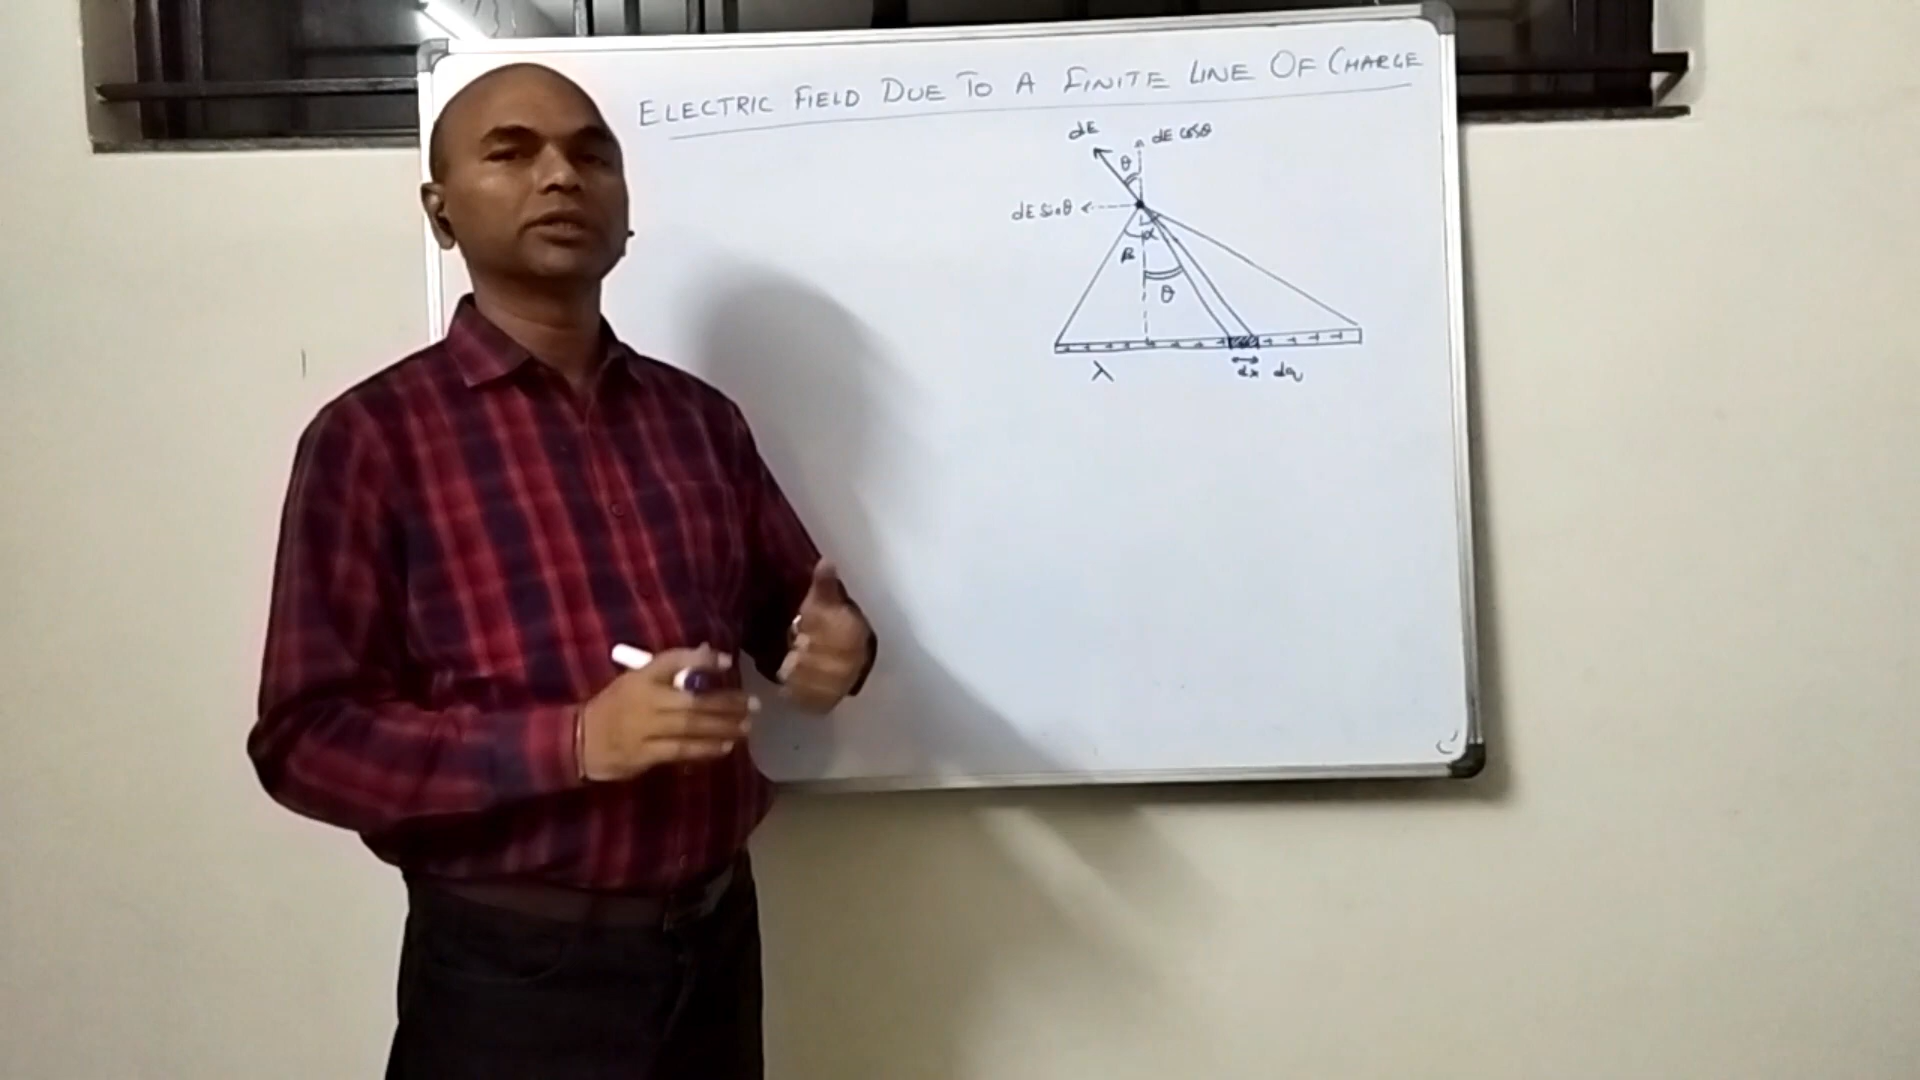 ELECTRIC FIELD DUE TO A FINITE LINE OF CHARGE
dE
dE cosθ
θ
dE sinθ
α
β
θ
λ
dx dq